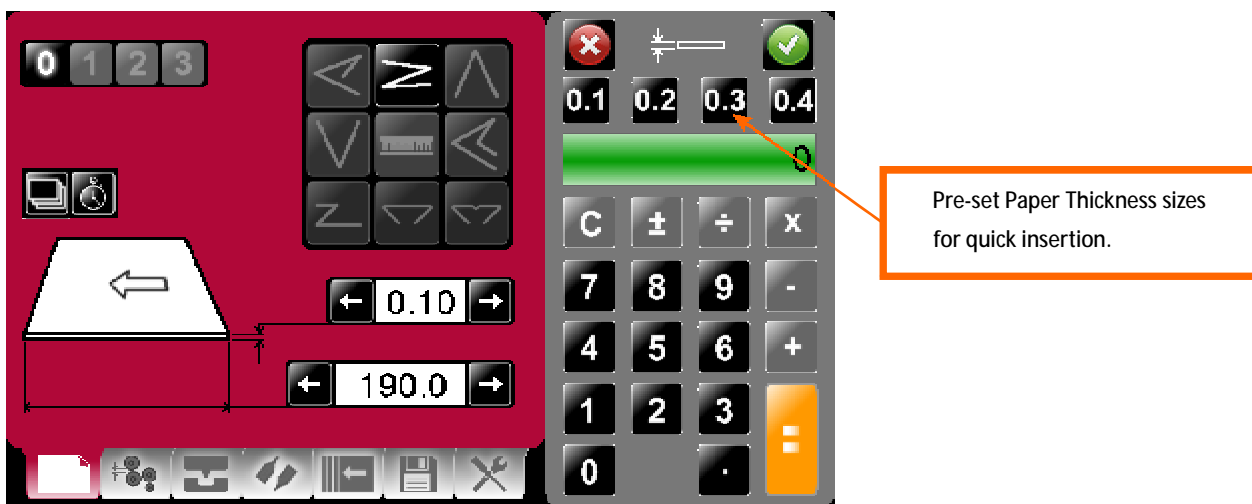 0 1 2 3
0.1 0.2 0.3 0.4
0
Pre-set Paper Thickness sizes
for quick insertion.
C ± ÷ x
7 8 9 -
0.10
4 5 6 +
190.0
1 2 3 =
0 .